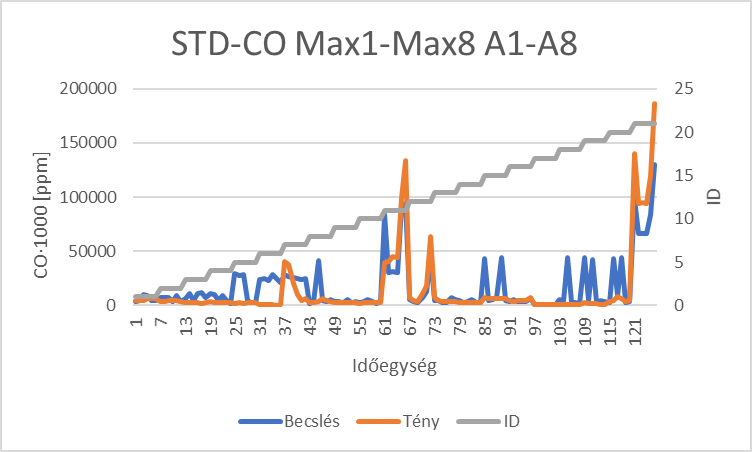 STD-CO Max1-Max8 A1-A8
200000
150000
100000
50000
0
CO·1000 [ppm]
25
20
15
10
5
0
ID
1 7 13 19 25 31 37 43 49 55 61 67 73 79 85 91 97 103 109 115 121
Időegység
Becslés Tény ID